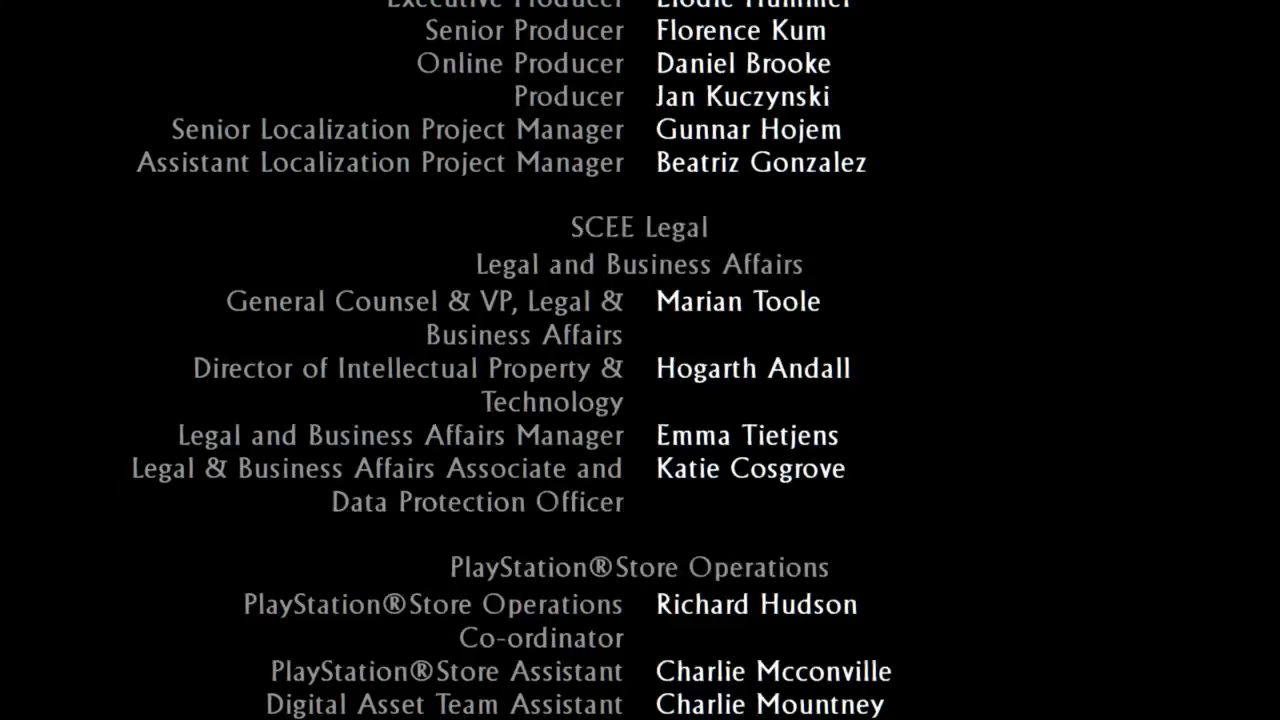 Executive Producer Elodie Hummel
Senior Producer Florence Kum
Online Producer Daniel Brooke
Producer Jan Kuczynski
Senior Localization Project Manager Gunnar Hojem
Assistant Localization Project Manager Beatriz Gonzalez
SCEE Legal
Legal and Business Affairs
General Counsel & VP, Legal & Marian Toole
Business Affairs
Director of Intellectual Property & Hogarth Andall
Technology
Legal and Business Affairs Manager Emma Tietjens
Legal & Business Affairs Associate and Katie Cosgrove
Data Protection Officer
PlayStation®Store Operations
PlayStation®Store Operations Richard Hudson
Co-ordinator
PlayStation®Store Assistant Charlie Mcconville
Digital Asset Team Assistant Charlie Mountney